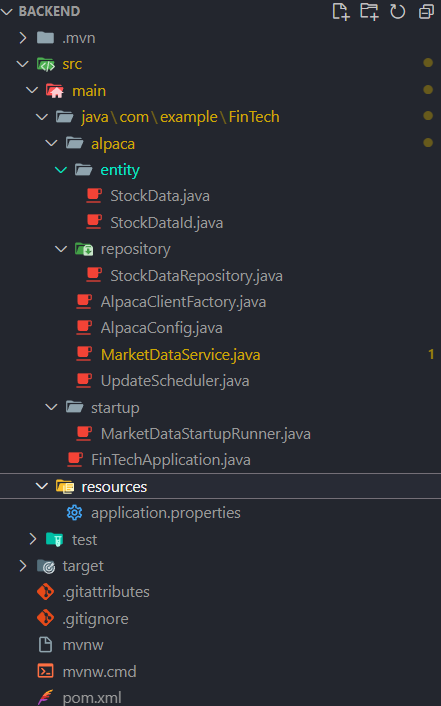 BACKEND
.mvn
src
main
java\com\example\FinTech
alpaca
entity
StockData.java
StockDataId.java
repository
StockDataRepository.java
AlpacaClientFactory.java
AlpacaConfig.java
MarketDataService.java 1
UpdateScheduler.java
startup
MarketDataStartupRunner.java
FinTechApplication.java
resources
application.properties
test
target
.gitattributes
.gitignore
mvnw
mvnw.cmd
pom.xml